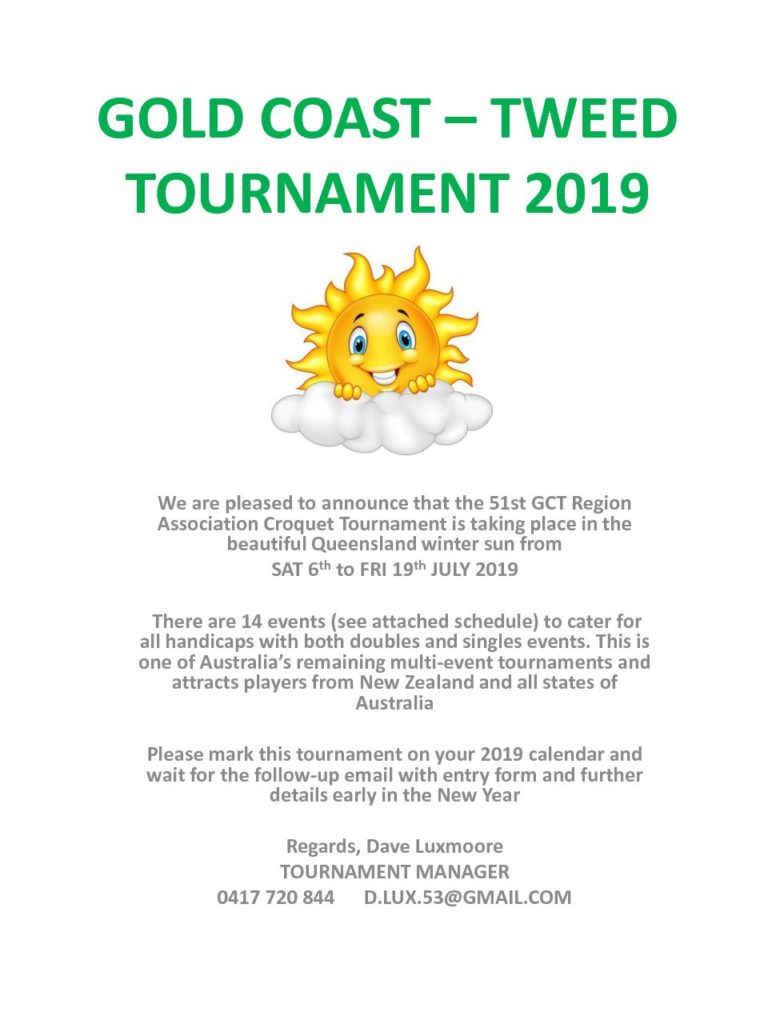 GOLD COAST – TWEED
TOURNAMENT 2019
We are pleased to announce that the 51st GCT Region
Association Croquet Tournament is taking place in the
beautiful Queensland winter sun from
SAT 6th to FRI 19th JULY 2019
There are 14 events (see attached schedule) to cater for
all handicaps with both doubles and singles events. This is
one of Australia’s remaining multi-event tournaments and
attracts players from New Zealand and all states of
Australia
Please mark this tournament on your 2019 calendar and
wait for the follow-up email with entry form and further
details early in the New Year
Regards, Dave Luxmoore
TOURNAMENT MANAGER
0417 720 844 D.LUX.53@GMAIL.COM